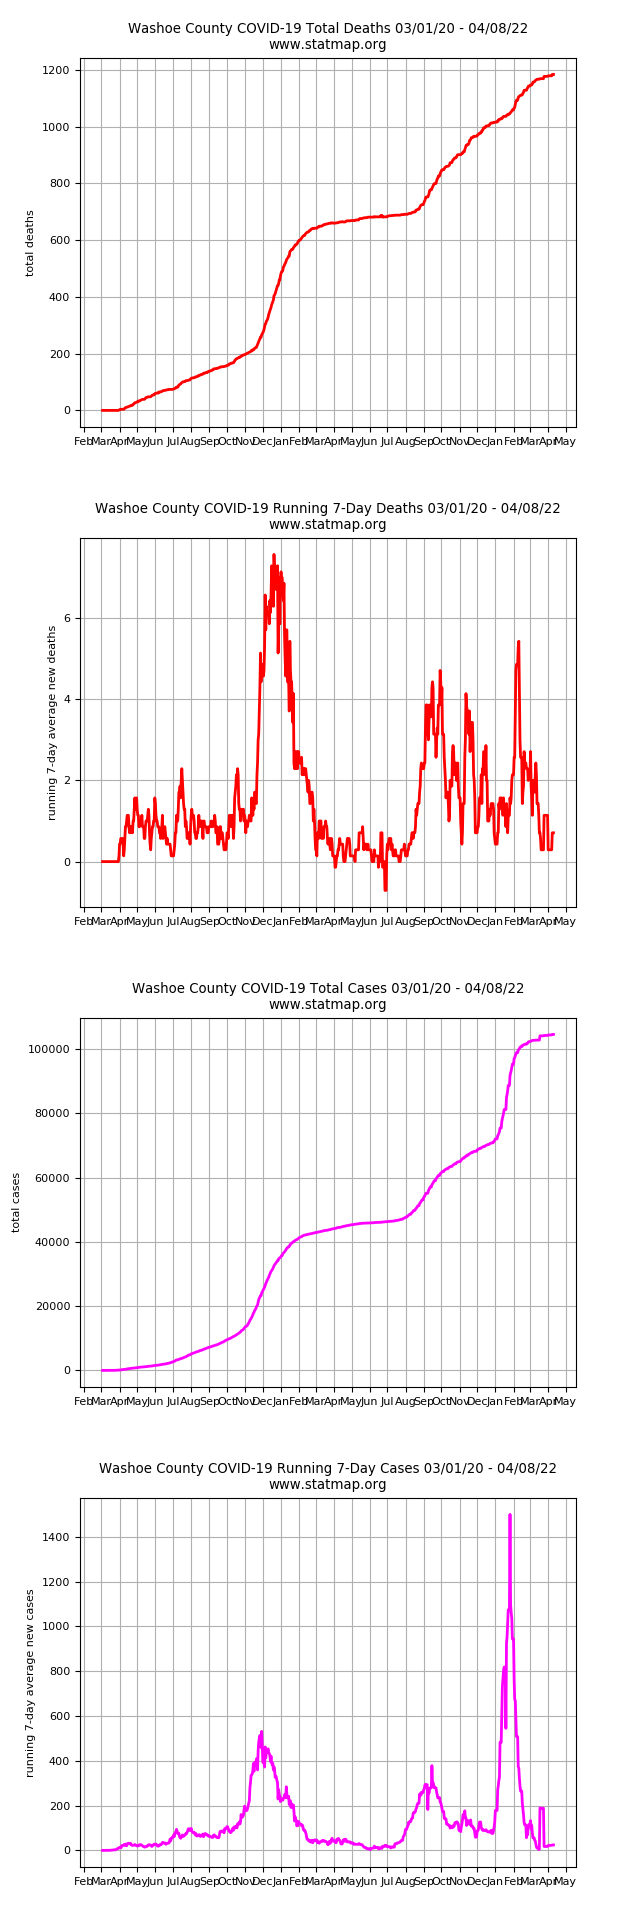 Washoe County COVID-19 Total Deaths 03/01/20 - 04/08/22
www.statmap.org
1200
1000
800
600
400
200
0
total deaths
Feb Mar Apr May Jun Jul Aug Sep Oct Nov Dec Jan Feb Mar Apr May Jun Jul Aug Sep Oct Nov Dec Jan Feb Mar Apr May
Washoe County COVID-19 Running 7-Day Deaths 03/01/20 - 04/08/22
www.statmap.org
6
4
2
0
running 7-day average new deaths
Feb Mar Apr May Jun Jul Aug Sep Oct Nov Dec Jan Feb Mar Apr May Jun Jul Aug Sep Oct Nov Dec Jan Feb Mar Apr May
Washoe County COVID-19 Total Cases 03/01/20 - 04/08/22
www.statmap.org
100000
80000
60000
40000
20000
0
total cases
Feb Mar Apr May Jun Jul Aug Sep Oct Nov Dec Jan Feb Mar Apr May Jun Jul Aug Sep Oct Nov Dec Jan Feb Mar Apr May
Washoe County COVID-19 Running 7-Day Cases 03/01/20 - 04/08/22
www.statmap.org
1400
1200
1000
800
600
400
200
0
running 7-day average new cases
Feb Mar Apr May Jun Jul Aug Sep Oct Nov Dec Jan Feb Mar Apr May Jun Jul Aug Sep Oct Nov Dec Jan Feb Mar Apr May